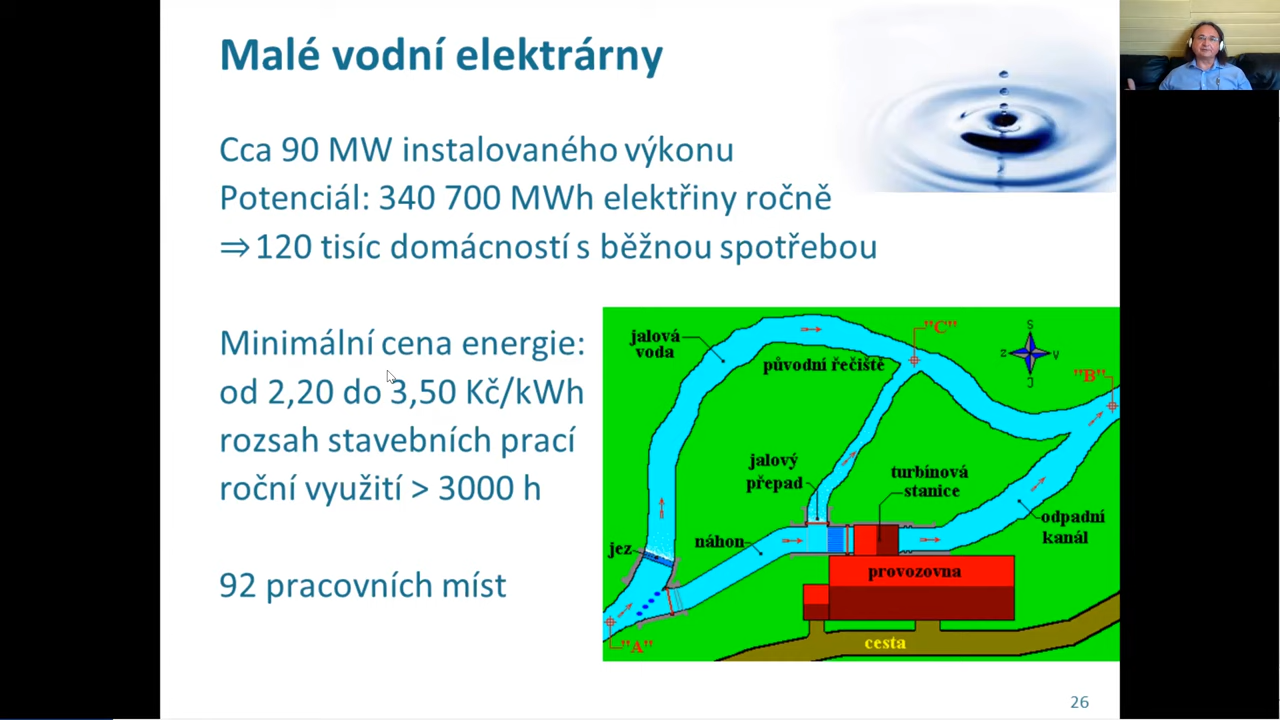 Malé vodní elektrárny
Cca 90 MW instalovaného výkonu
Potenciál: 340 700 MWh elektřiny ročně
⇒ 120 tisíc domácností s běžnou spotřebou
Minimální cena energie:
od 2,20 do 3,50 Kč/kWh
rozsah stavebních prací
roční využití > 3000 h
92 pracovních míst
jalová
voda
původní řečiště
"C"
S
Z
V
J
"B"
jalový
přepad
turbínová
stanice
odpadní
kanál
náhon
jez
provozovna
"A"
cesta
26